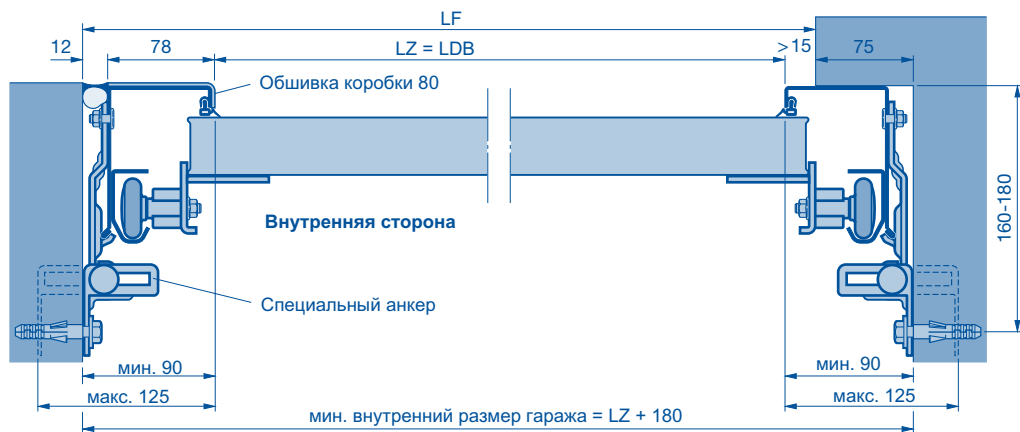 LF
12 78 LZ = LDB >15 75
Обшивка коробки 80
Внутренняя сторона
160-180
Специальный анкер
мин. 90 мин. 90
макс. 125 макс. 125
мин. внутренний размер гаража = LZ + 180